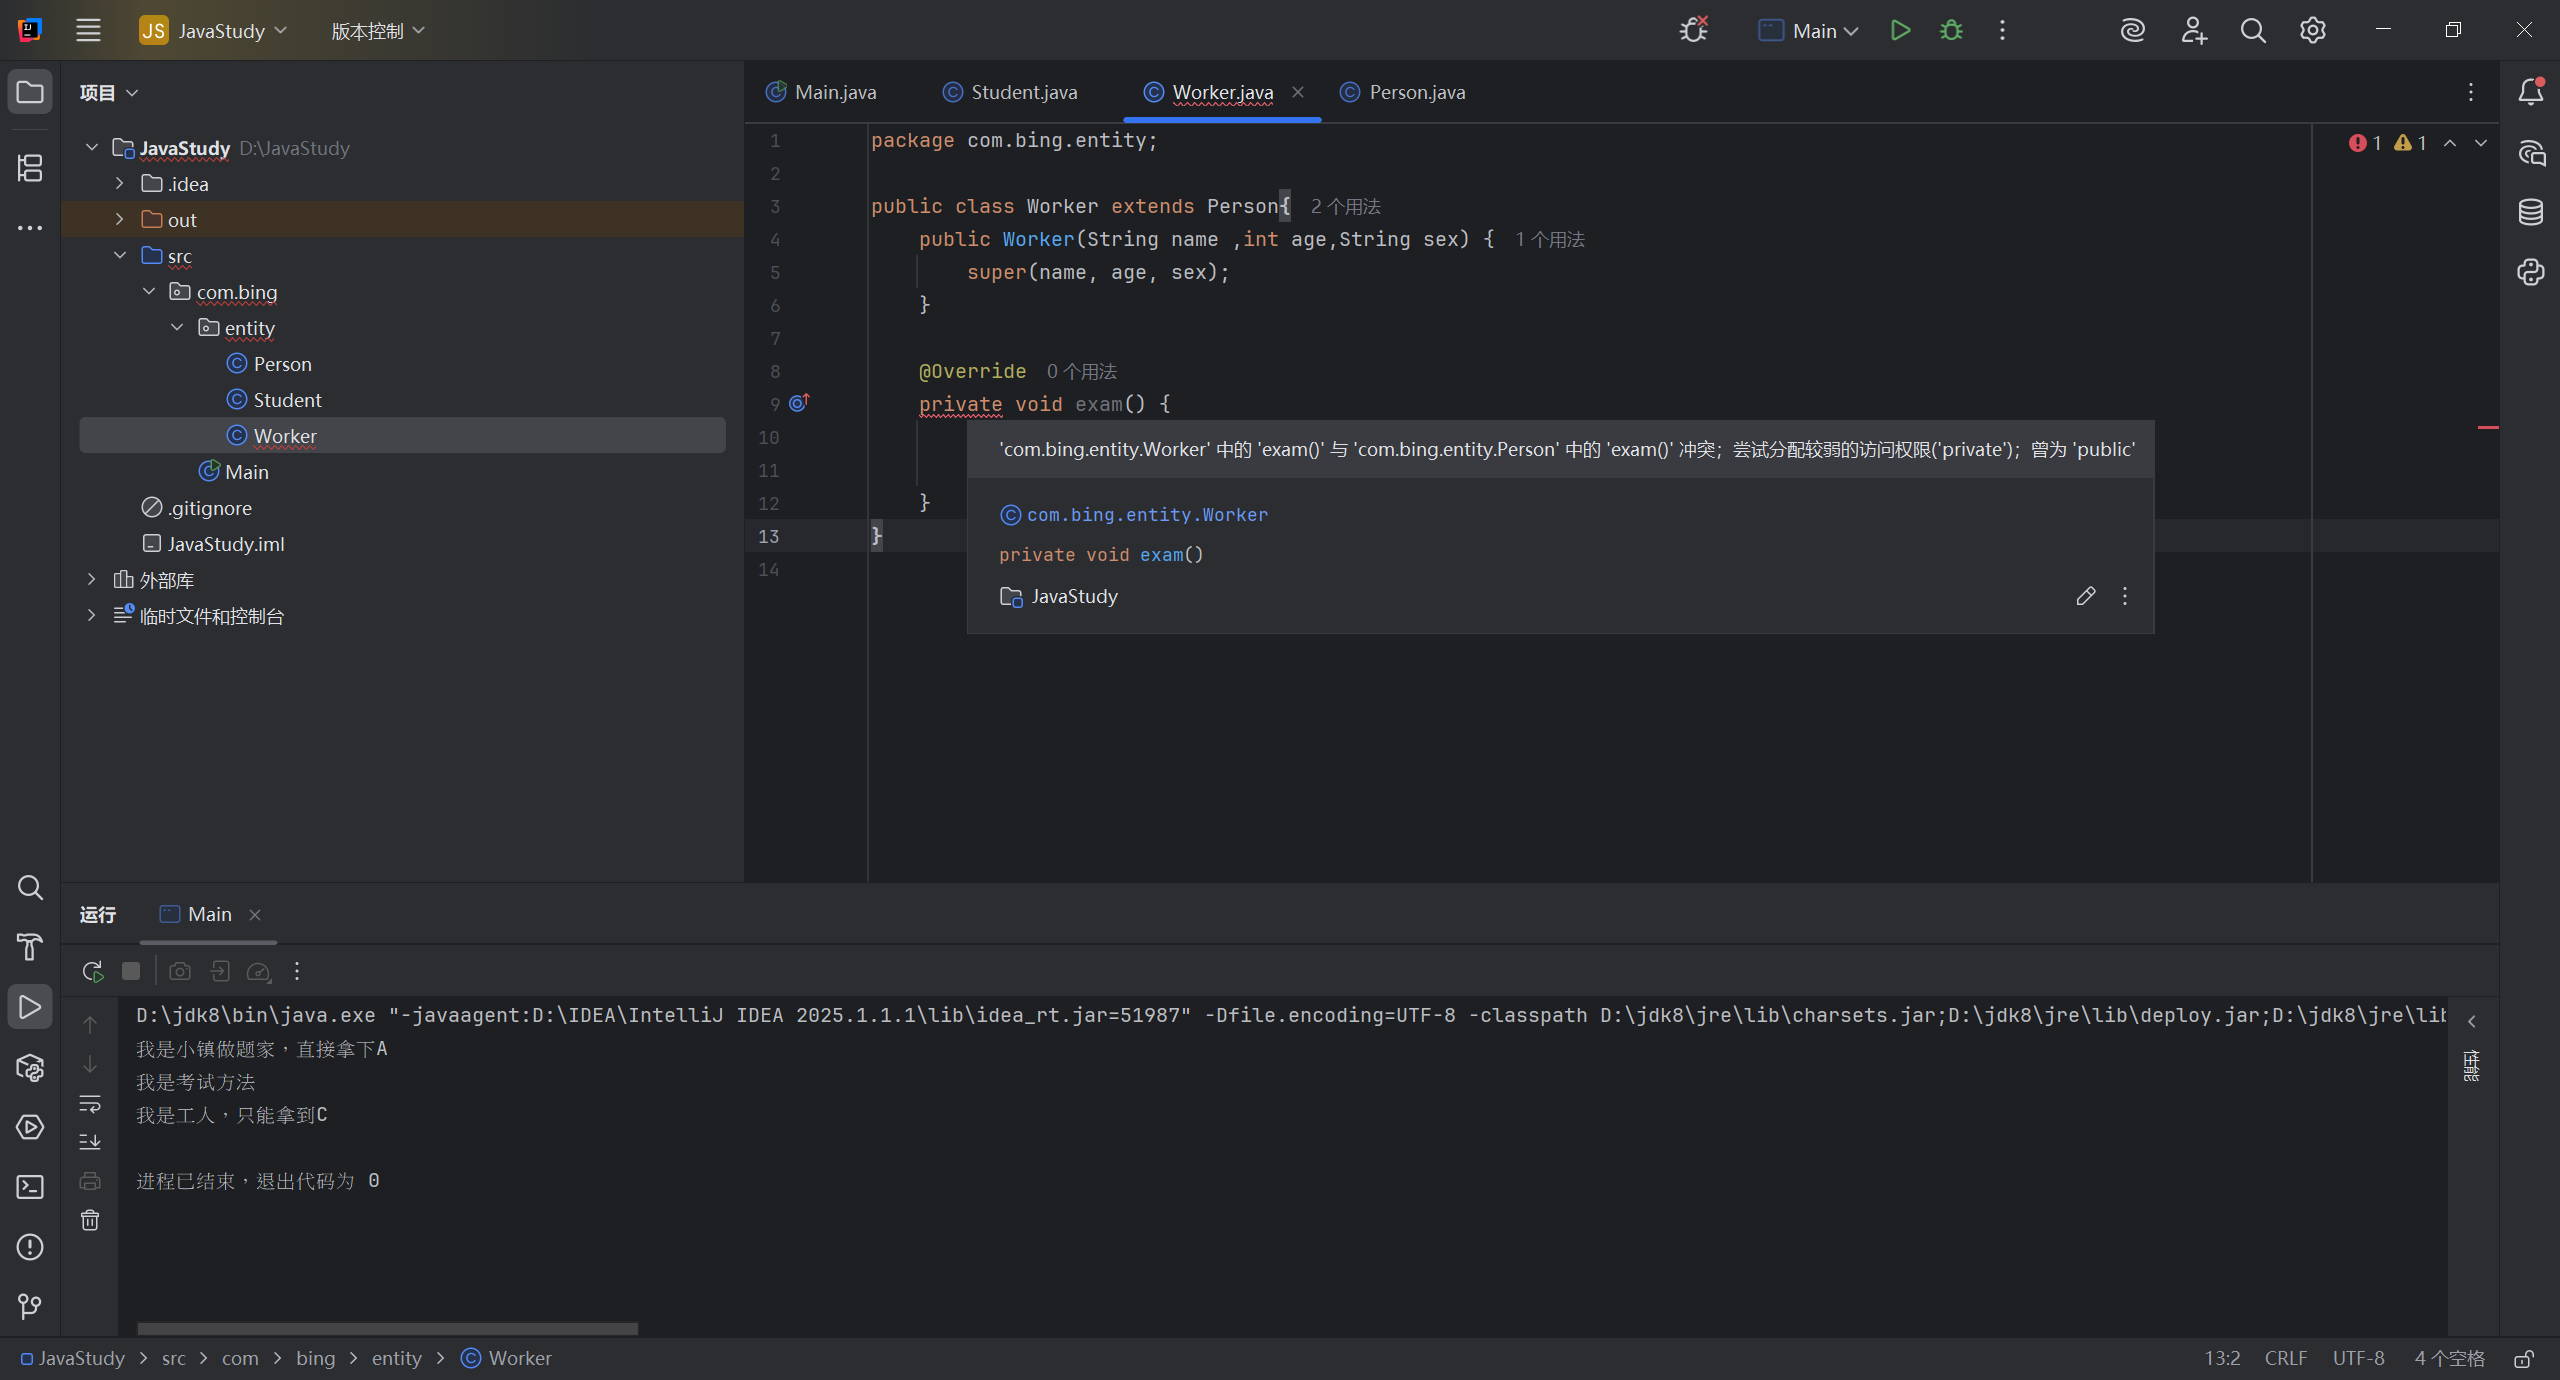 JS JavaStudy 版本控制 Main
项目
JavaStudy D:\JavaStudy
.idea
out
src
com.bing
entity
Person
Student
Worker
Main
.gitignore
JavaStudy.iml
外部库
临时文件和控制台
Main.java Student.java Worker.java Person.java
1 package com.bing.entity;
2
3 public class Worker extends Person{ 2 个用法
4 public Worker(String name ,int age,String sex) { 1 个用法
5 super(name, age, sex);
6 }
7
8 @Override 0 个用法
9 private void exam() {
10
11
12 }
13 }
14
1 1
'com.bing.entity.Worker' 中的 'exam()' 与 'com.bing.entity.Person' 中的 'exam()' 冲突；尝试分配较弱的访问权限('private')；曾为 'public'
com.bing.entity.Worker
private void exam()
JavaStudy
运行 Main
D:\jdk8\bin\java.exe "-javaagent:D:\IDEA\IntelliJ IDEA 2025.1.1.1\lib\idea_rt.jar=51987" -Dfile.encoding=UTF-8 -classpath D:\jdk8\jre\lib\charsets.jar;D:\jdk8\jre\lib\deploy.jar;D:\jdk8\jre\lib
我是小镇做题家，直接拿下A
我是考试方法
我是工人，只能拿到C
进程已结束，退出代码为 0
性能
JavaStudy src com bing entity Worker 13:2 CRLF UTF-8 4 个空格